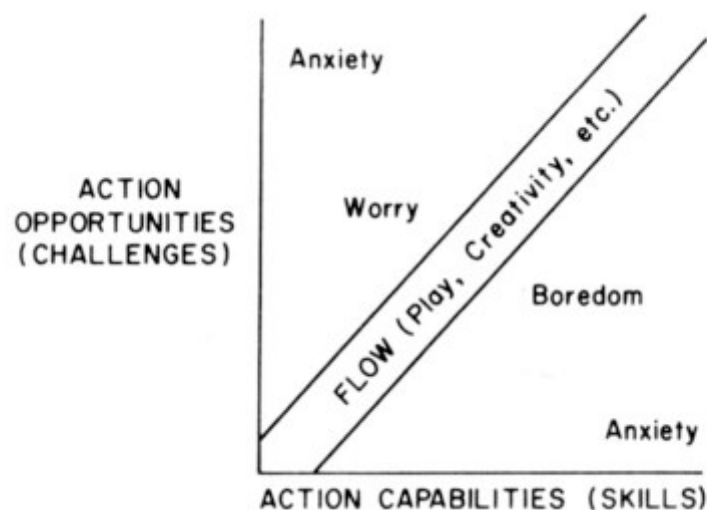 Anxiety
ACTION
OPPORTUNITIES
(CHALLENGES)
Worry
FLOW (Play, Creativity, etc.)
Boredom
Anxiety
ACTION CAPABILITIES (SKILLS)